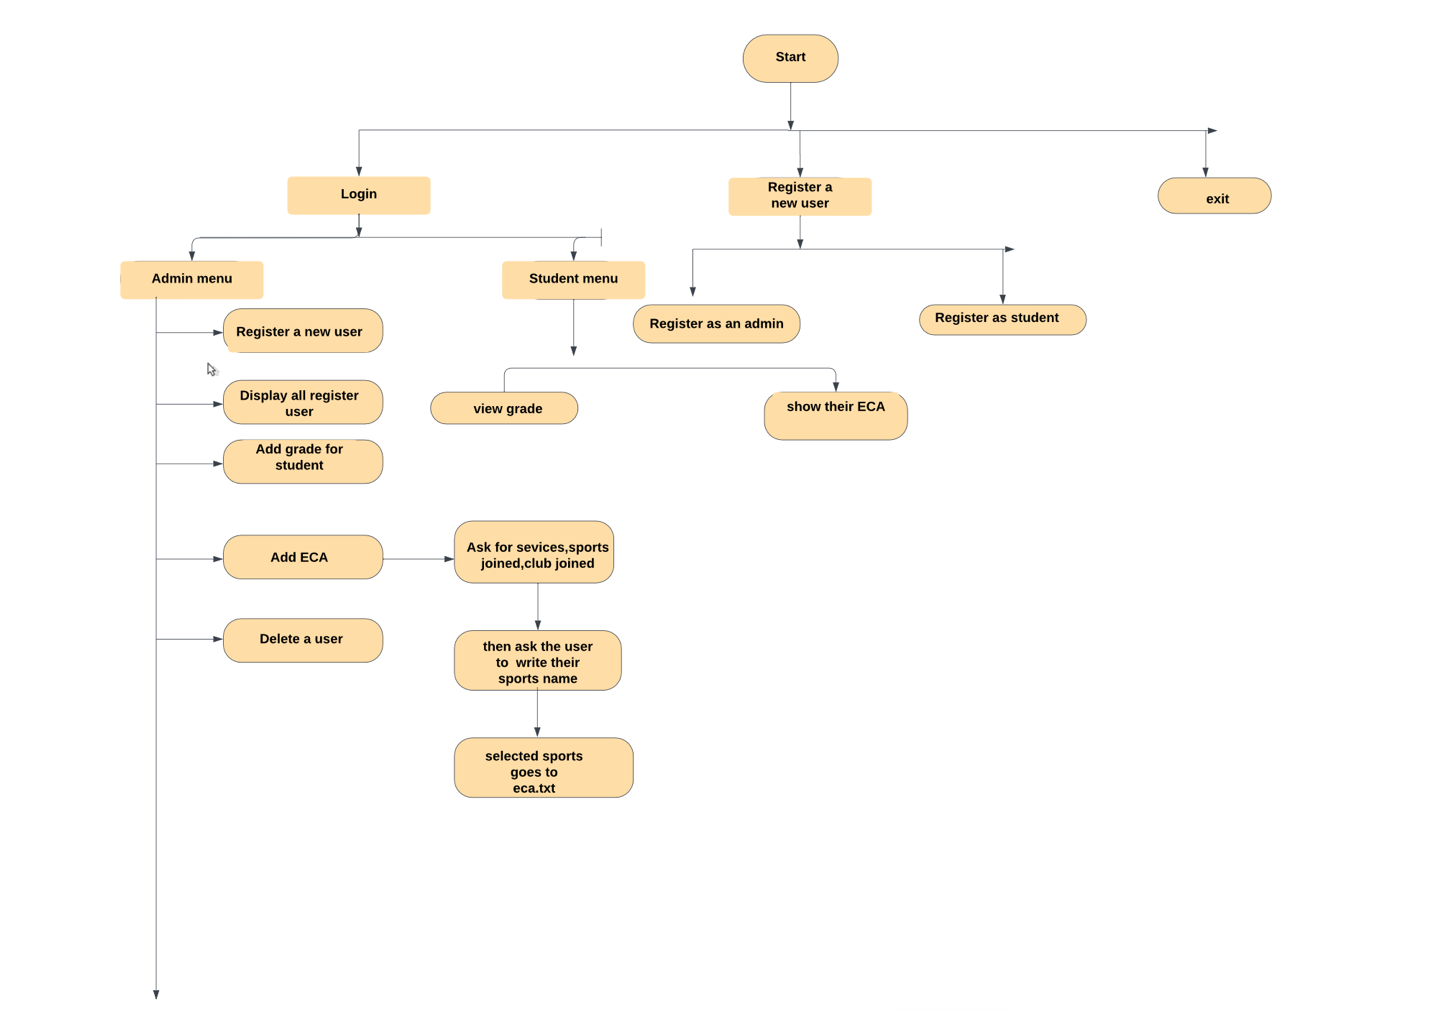 Start
Login
Register a
new user
exit
Admin menu
Student menu
Register as an admin
Register as student
Register a new user
Display all register
user
Add grade for
student
view grade
show their ECA
Add ECA
Ask for sevices,sports
joined,club joined
Delete a user
then ask the user
to write their
sports name
selected sports
goes to
eca.txt